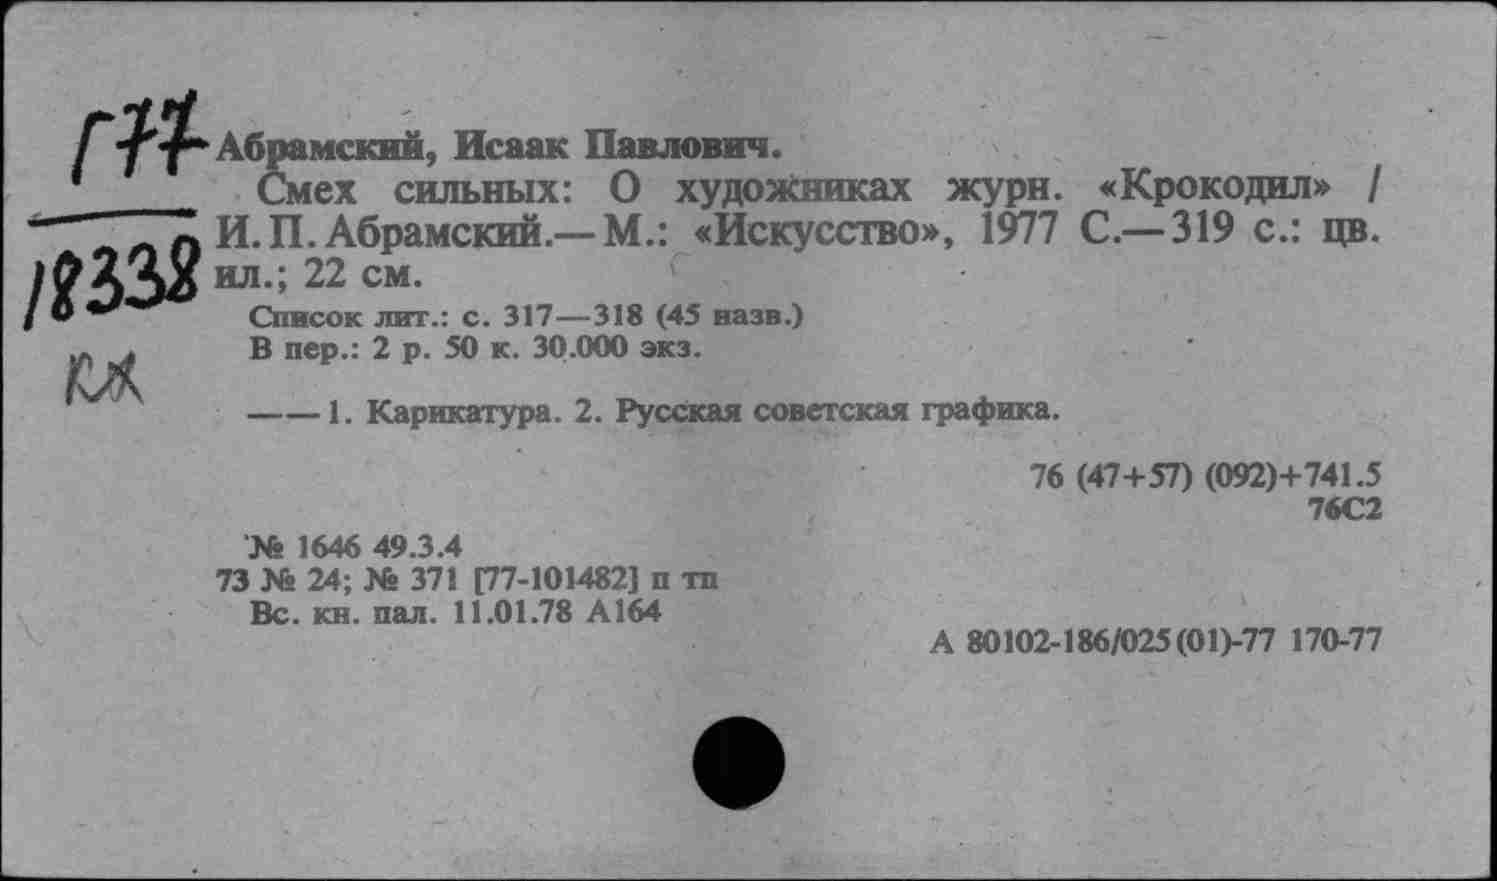 Г77
Абрамский, Исаак Павлович.
Смех сильных: О художниках журн. «Крокодил» /
И. П. Абрамский.— М.: «Искусство», 1977 С.— 319 с.: цв.
18338
ил.; 22 см.
Список лит.: с. 317—318 (45 назв.)
В пер.: 2 р. 50 к. 30.000 экз.
—— 1. Карикатура. 2. Русская советская графика.
76 (47+57) (092)+741.5
76С2
№ 1646 49.3.4
73 № 24; № 371 [77-101482] п тп
Вс. кн. пал. 11.01.78 А164
А 80102-186/025(01)-77 170-77